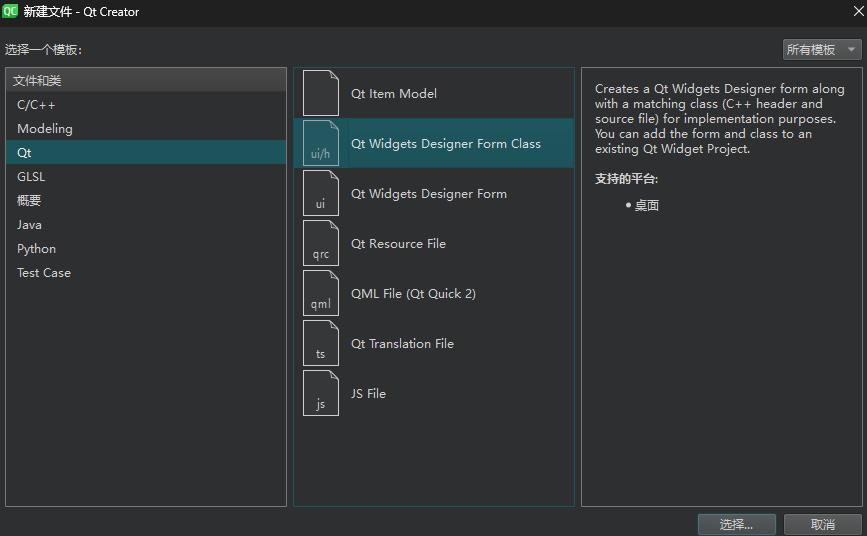 QC 新建文件 - Qt Creator
选择一个模板:
所有模板
文件和类
C/C++
Modeling
Qt
GLSL
概要
Java
Python
Test Case
Qt Item Model
ui/h
Qt Widgets Designer Form Class
ui
Qt Widgets Designer Form
qrc
Qt Resource File
qml
QML File (Qt Quick 2)
ts
Qt Translation File
js
JS File
Creates a Qt Widgets Designer form along
with a matching class (C++ header and
source file) for implementation purposes.
You can add the form and class to an
existing Qt Widget Project.
支持的平台:
• 桌面
选择...
取消